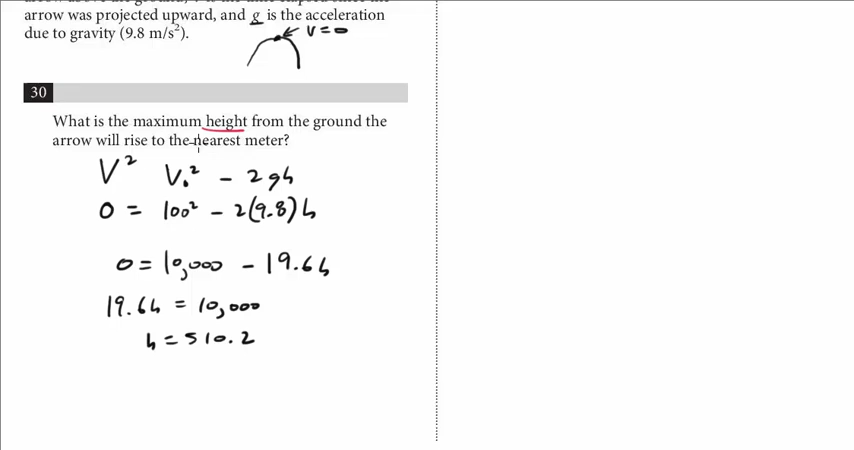 arrow was projected upward, and g is the acceleration
due to gravity (9.8 m/s²).
v = 0
30
What is the maximum height from the ground the
arrow will rise to the nearest meter?
V² V₀² - 2gh
0 = 100² - 2(9.8)h
0 = 10,000 - 19.6h
19.6h = 10,000
h = 510.2